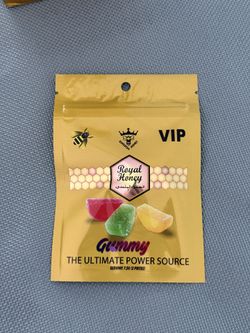 VIP
Royal
Honey
Gummy
THE ULTIMATE POWER SOURCE